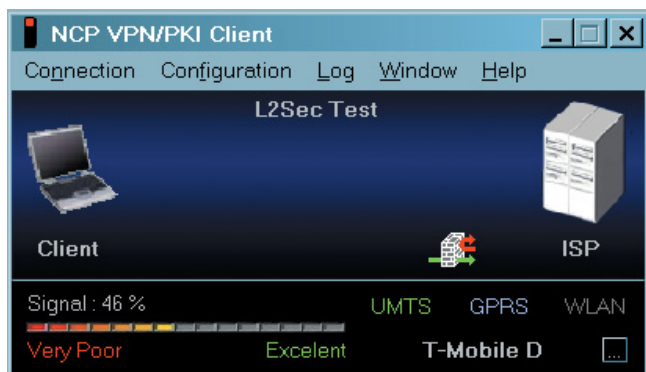 NCP VPN/PKI Client
Connection Configuration Log Window Help
L2Sec Test
Client ISP
Signal : 46 % UMTS GPRS WLAN
Very Poor Excelent T-Mobile D ...